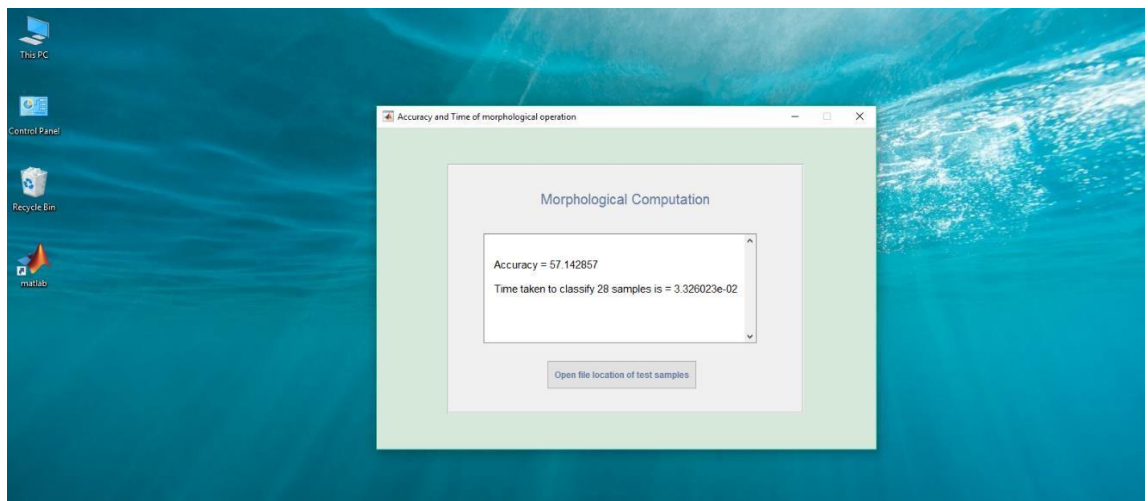 This PC
Control Panel
Recycle Bin
matlab
Accuracy and Time of morphological operation
Morphological Computation
Accuracy = 57.142857
Time taken to classify 28 samples is = 3.326023e-02
Open file location of test samples